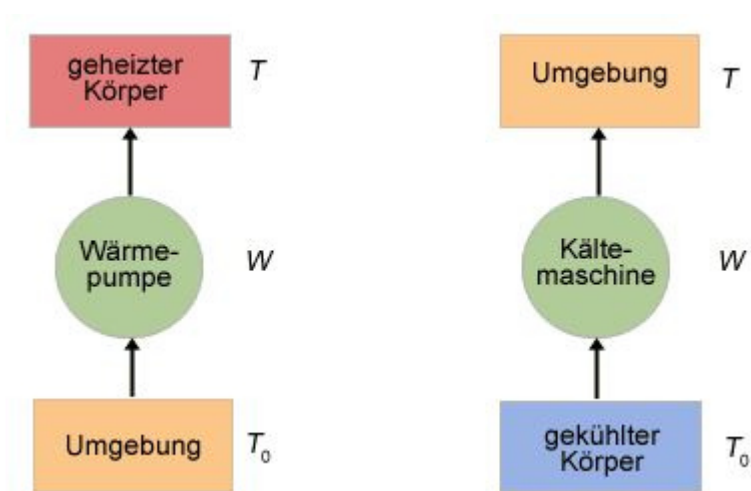 geheizter
Körper
T
Wärme-
pumpe
W
Umgebung
T₀
Umgebung
T
Kälte-
maschine
W
gekühlter
Körper
T₀